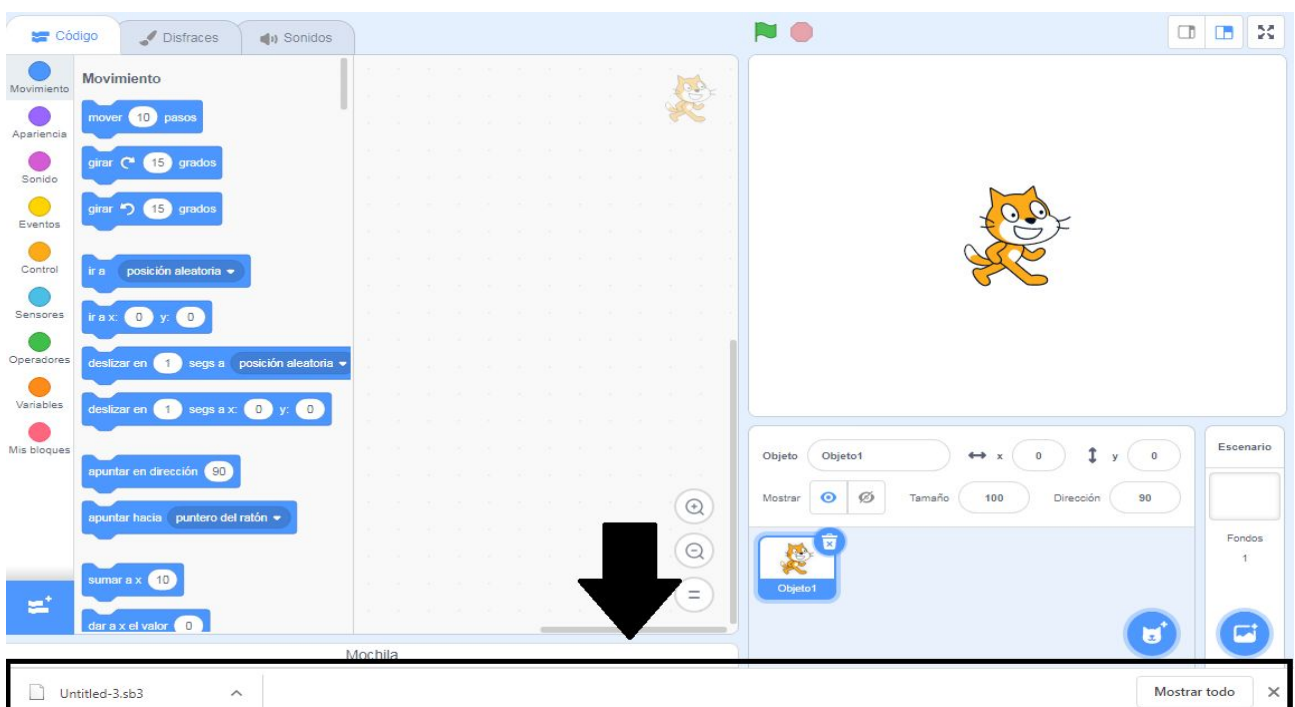 Código
Disfraces
Sonidos
Movimiento
Apariencia
Sonido
Eventos
Control
Sensores
Operadores
Variables
Mis bloques
Movimiento
mover 10 pasos
girar 15 grados
girar 15 grados
ir a posición aleatoria
ir a x: 0 y: 0
deslizar en 1 segs a posición aleatoria
deslizar en 1 segs a x: 0 y: 0
apuntar en dirección 90
apuntar hacia puntero del ratón
sumar a x 10
dar a x el valor 0
Mochila
Objeto Objeto1 x 0 y 0
Mostrar Tamaño 100 Dirección 90
Objeto1
Escenario
Fondos
1
Untitled-3.sb3
Mostrar todo